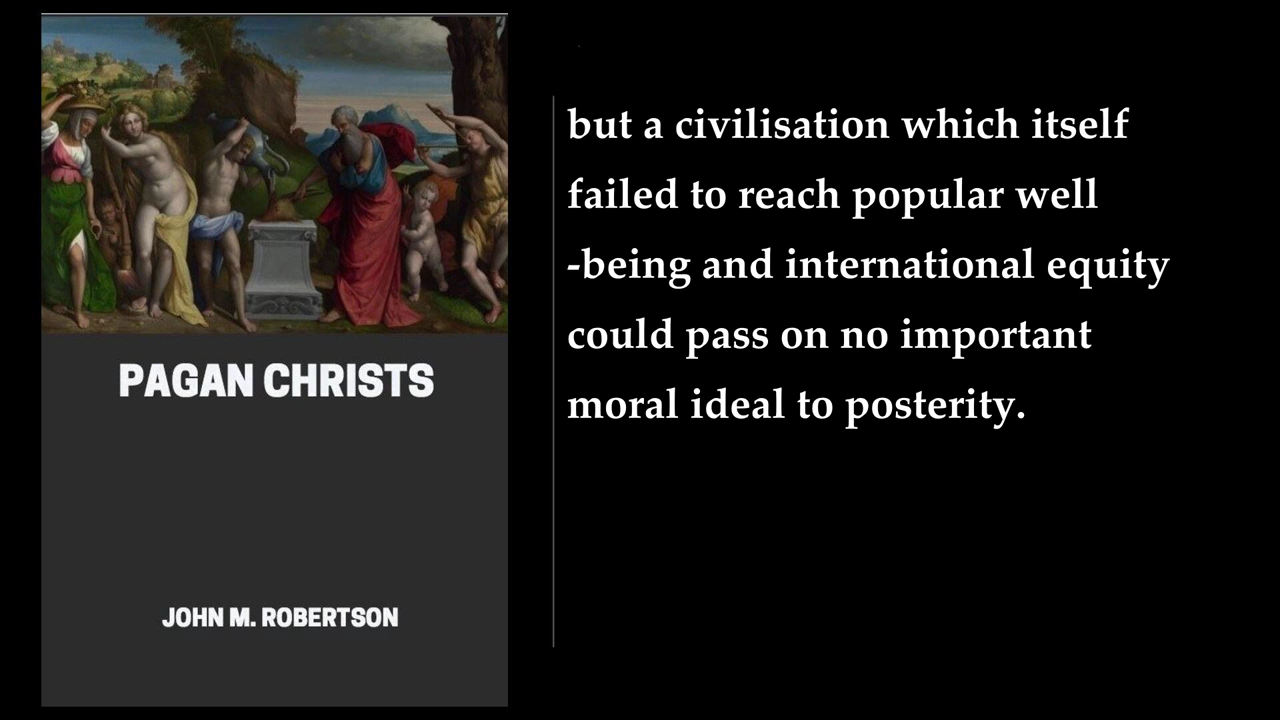 PAGAN CHRISTS
JOHN M. ROBERTSON
but a civilisation which itself
failed to reach popular well
-being and international equity
could pass on no important
moral ideal to posterity.